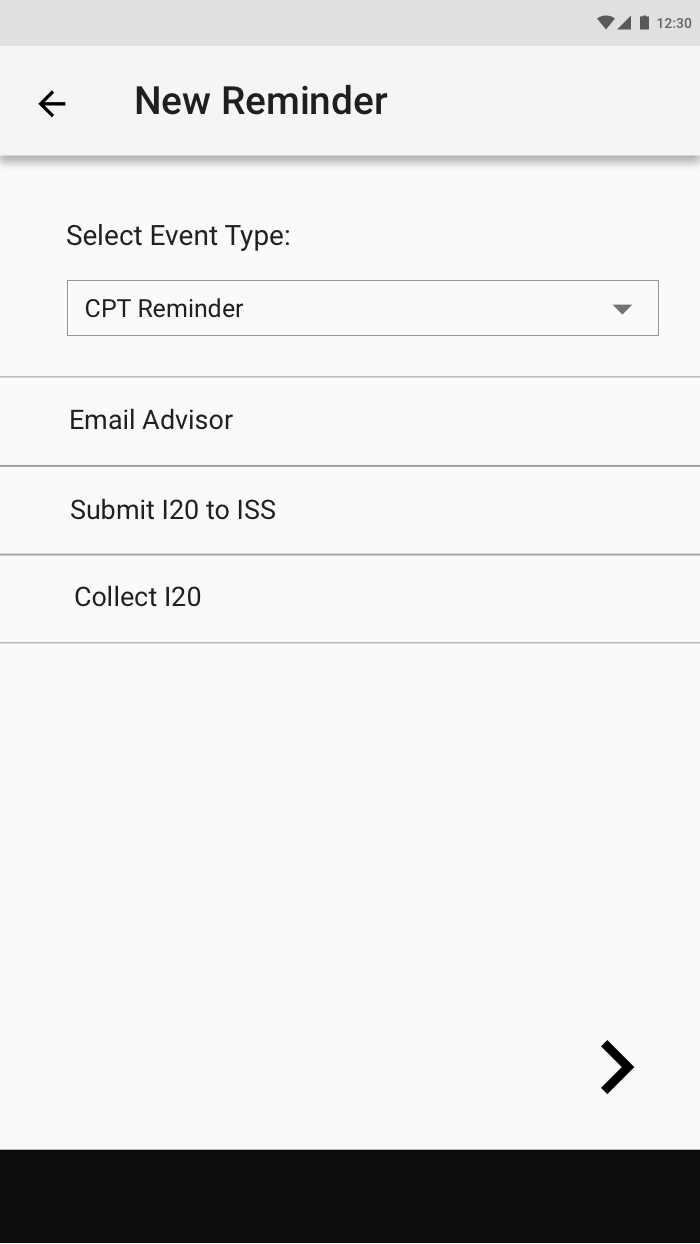 12:30
New Reminder
Select Event Type:
CPT Reminder
Email Advisor
Submit I20 to ISS
Collect I20